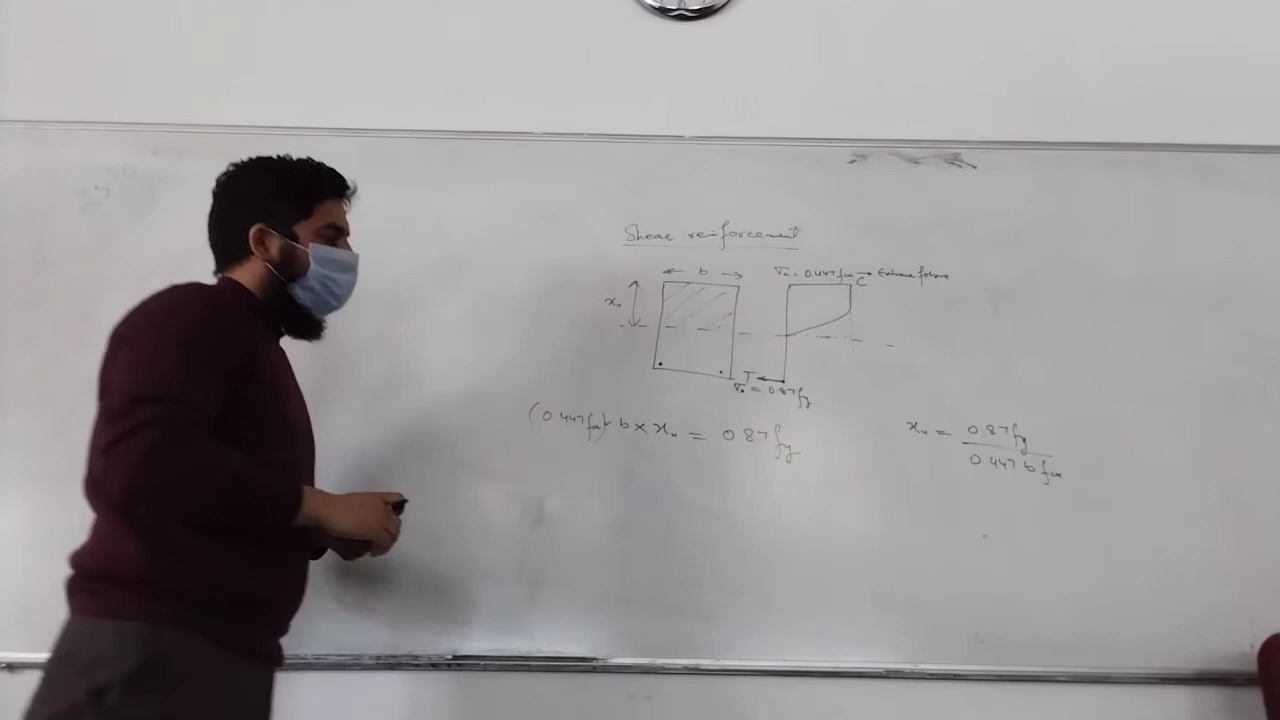 Shear reinforcement
b
σc = 0.447 fck → Extreme fibre
C
xu
T
σs = 0.87 fy
(0.447 fck) × b × xu = 0.87 fy
xu = 0.87 fy
0.447 b fck